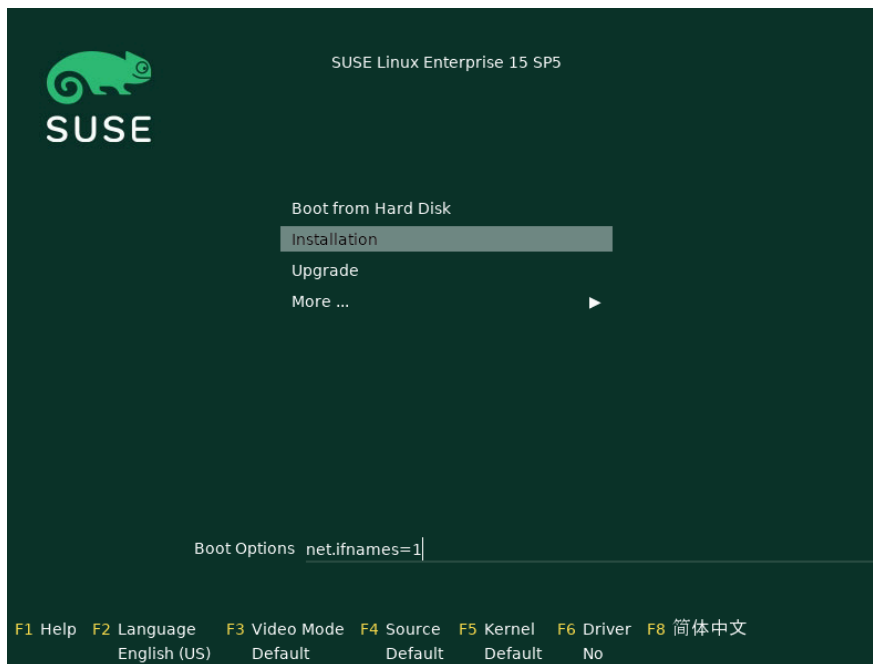 SUSE Linux Enterprise 15 SP5
SUSE
Boot from Hard Disk
Installation
Upgrade
More ...
Boot Options net.ifnames=1
F1 Help F2 Language F3 Video Mode F4 Source F5 Kernel F6 Driver F8 简体中文
English (US) Default Default Default No